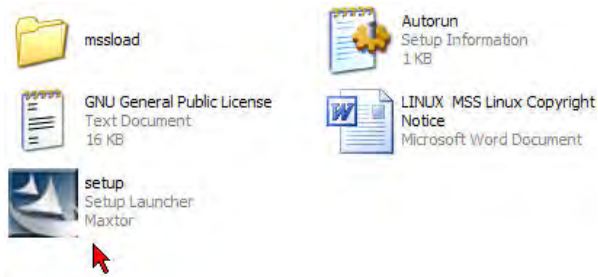 mssload
Autorun
Setup Information
1 KB
GNU General Public License
Text Document
16 KB
LINUX MSS Linux Copyright
Notice
Microsoft Word Document
setup
Setup Launcher
Maxtor